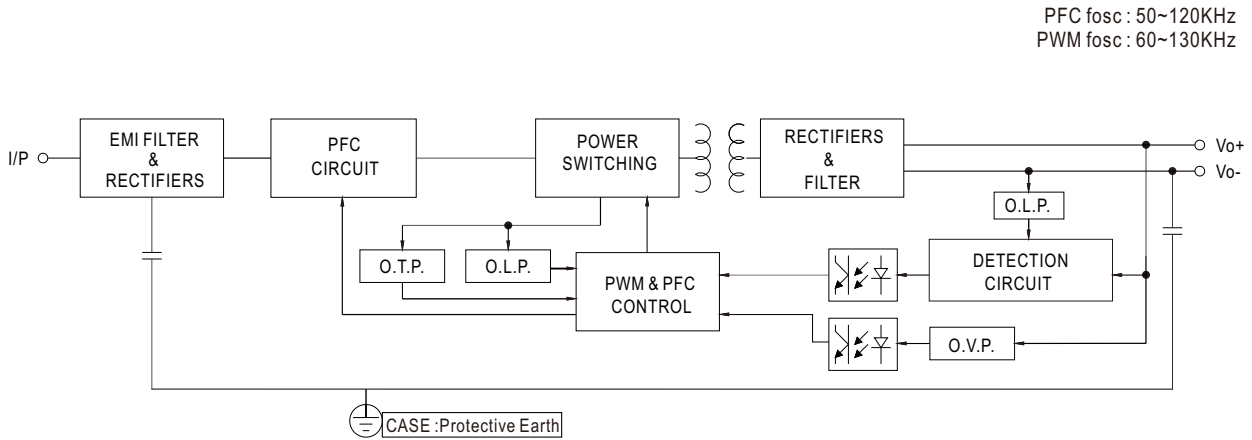 PFC fosc : 50~120KHz
PWM fosc : 60~130KHz
I/P
EMI FILTER
&
RECTIFIERS
PFC
CIRCUIT
POWER
SWITCHING
RECTIFIERS
&
FILTER
Vo+
Vo-
O.L.P.
O.T.P.
O.L.P.
PWM & PFC
CONTROL
DETECTION
CIRCUIT
O.V.P.
CASE :Protective Earth